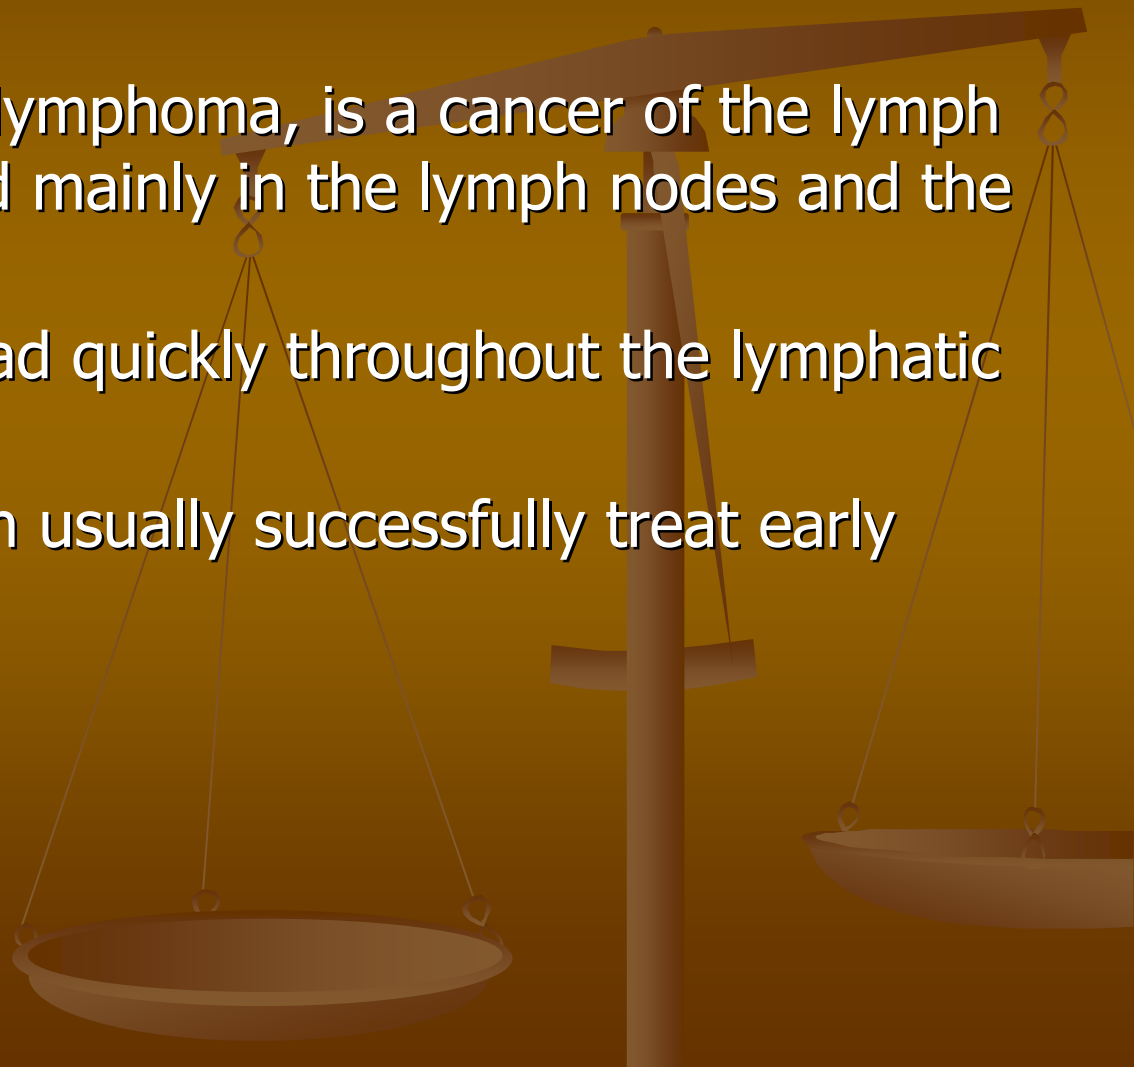 lymphoma, is a cancer of the lymph
mainly in the lymph nodes and the
quickly throughout the lymphatic
usually successfully treat early